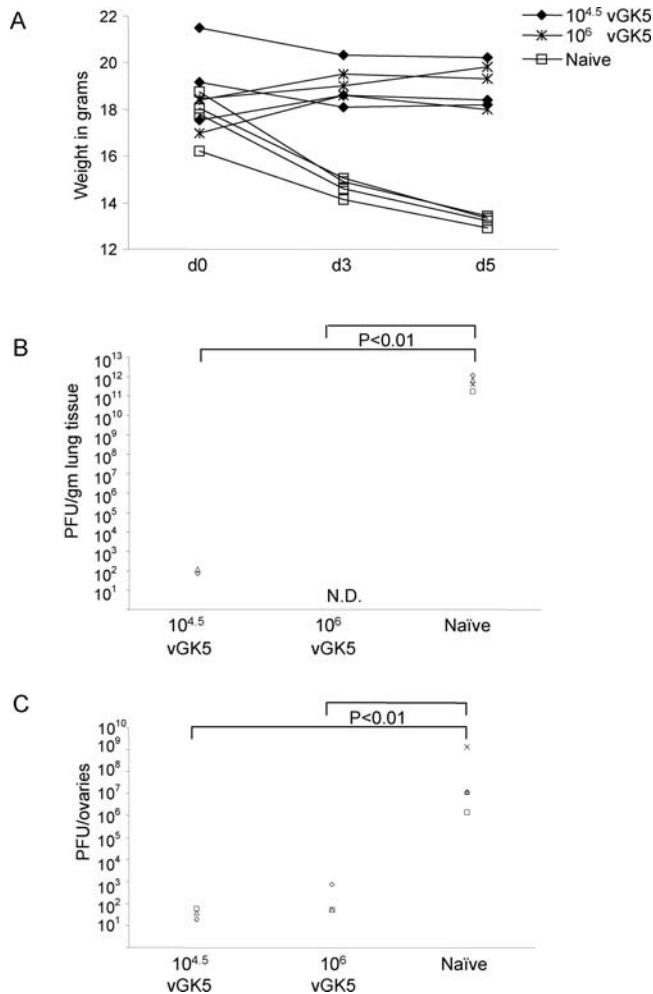 A
10^4.5 vGK5
10^6 vGK5
Naive
Weight in grams
22
20
18
16
14
12
d0 d3 d5
B
P<0.01
PFU/gm lung tissue
10^13
10^12
10^11
10^10
10^9
10^8
10^7
10^6
10^5
10^4
10^3
10^2
10^1
N.D.
10^4.5 10^6 Naïve
vGK5 vGK5
C
P<0.01
PFU/ovaries
10^10
10^9
10^8
10^7
10^6
10^5
10^4
10^3
10^2
10^1
10^4.5 10^6 Naïve
vGK5 vGK5